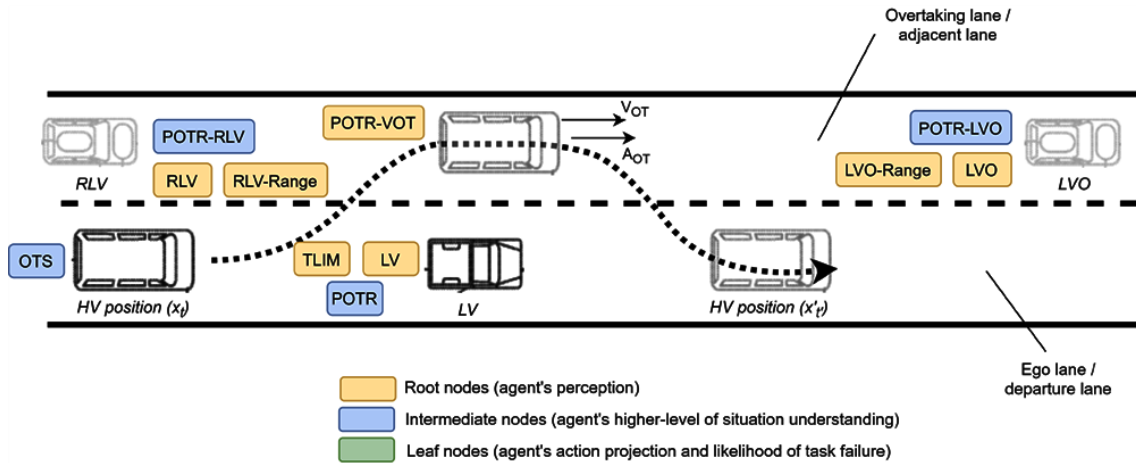 Overtaking lane /
adjacent lane
POTR-RLV
POTR-VOT
VOT
AOT
POTR-LVO
RLV
RLV-Range
LVO-Range
LVO
RLV
LVO
OTS
TLIM
LV
POTR
HV position (xt)
LV
HV position (x't')
Ego lane /
departure lane
Root nodes (agent's perception)
Intermediate nodes (agent's higher-level of situation understanding)
Leaf nodes (agent's action projection and likelihood of task failure)